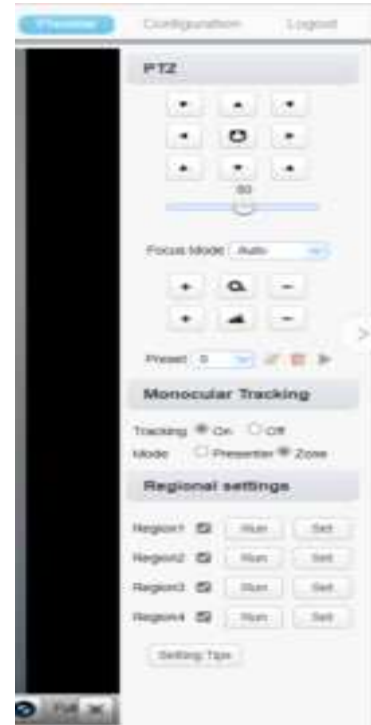 Preview Configuration Logout
PTZ
50
Focus Mode Auto
+ −
+ −
Preset 0
Monocular Tracking
Tracking On Off
Mode Presenter Zone
Regional settings
Region1 Run Set
Region2 Run Set
Region3 Run Set
Region4 Run Set
Setting Tips
Full